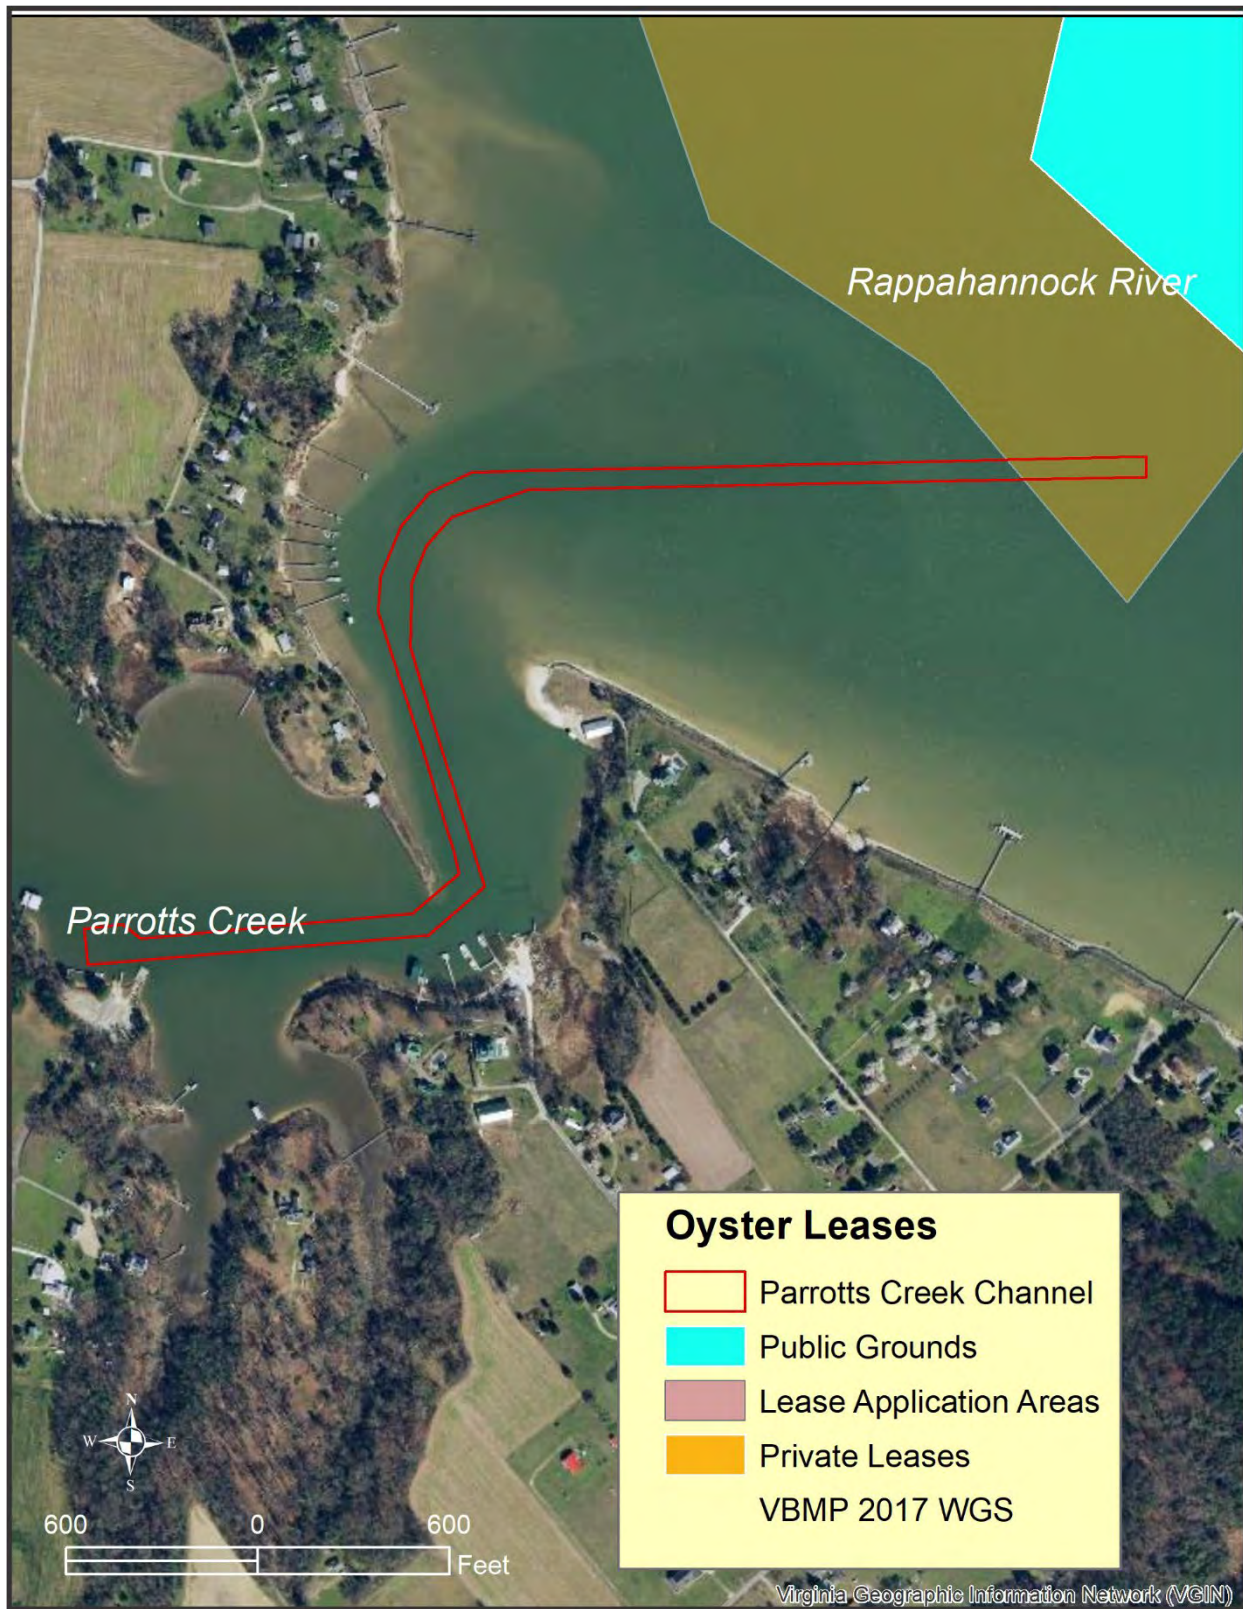 Rappahannock River
Parrotts Creek
Oyster Leases
Parrotts Creek Channel
Public Grounds
Lease Application Areas
Private Leases
VBMP 2017 WGS
N
W E
S
600 0 600
Feet
Virginia Geographic Information Network (VGIN)